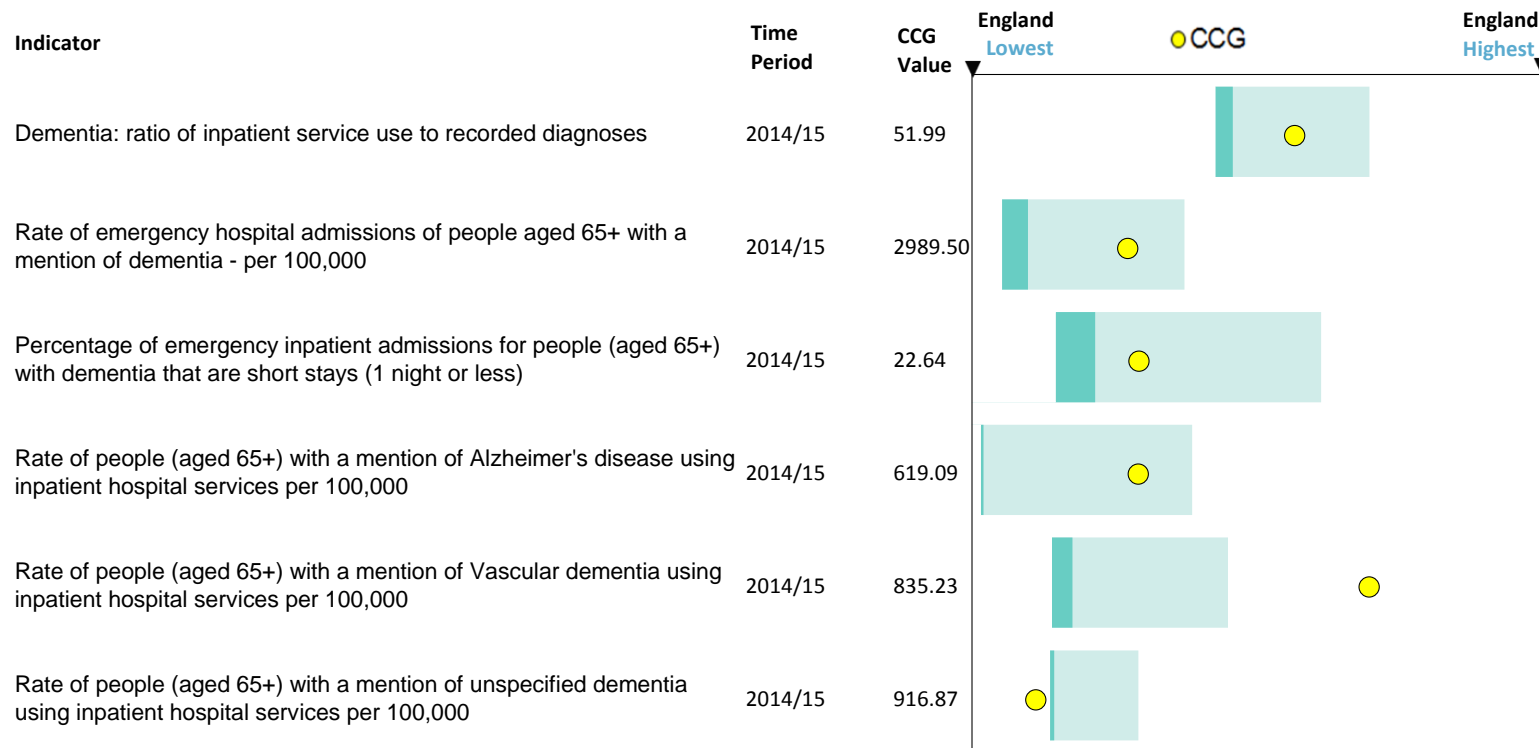 Indicator
Time
Period
CCG
Value
England
Lowest
CCG
England
Highest
Dementia: ratio of inpatient service use to recorded diagnoses 2014/15 51.99
Rate of emergency hospital admissions of people aged 65+ with a
mention of dementia - per 100,000
2014/15 2989.50
Percentage of emergency inpatient admissions for people (aged 65+)
with dementia that are short stays (1 night or less)
2014/15 22.64
Rate of people (aged 65+) with a mention of Alzheimer's disease using
inpatient hospital services per 100,000
2014/15 619.09
Rate of people (aged 65+) with a mention of Vascular dementia using
inpatient hospital services per 100,000
2014/15 835.23
Rate of people (aged 65+) with a mention of unspecified dementia
using inpatient hospital services per 100,000
2014/15 916.87